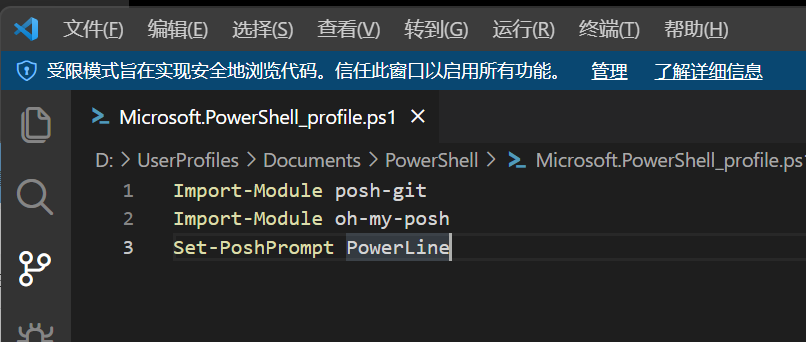 文件(F) 编辑(E) 选择(S) 查看(V) 转到(G) 运行(R) 终端(T) 帮助(H)
受限模式旨在实现安全地浏览代码。信任此窗口以启用所有功能。 管理 了解详细信息
Microsoft.PowerShell_profile.ps1
D: > UserProfiles > Documents > PowerShell > Microsoft.PowerShell_profile.ps1
1 Import-Module posh-git
2 Import-Module oh-my-posh
3 Set-PoshPrompt PowerLine